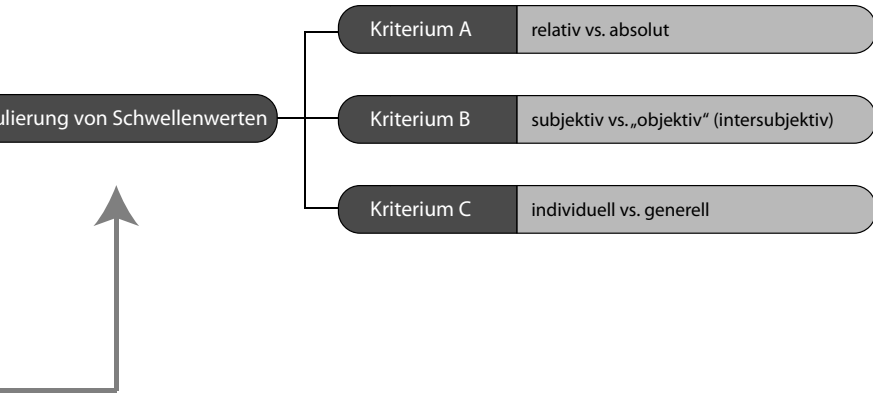 Kriterium A relativ vs. absolut
ulierung von Schwellenwerten
Kriterium B subjektiv vs. „objektiv“ (intersubjektiv)
Kriterium C individuell vs. generell